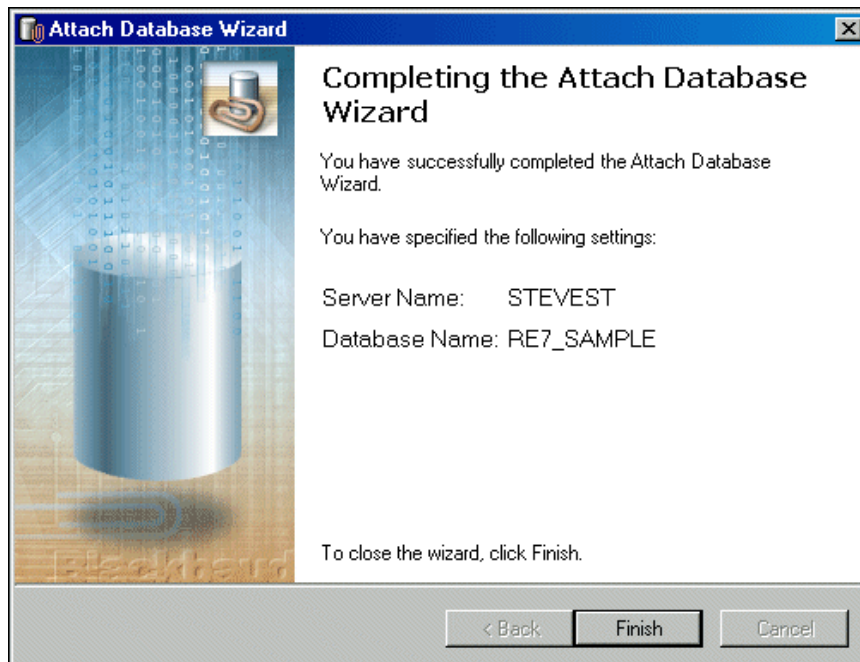 Attach Database Wizard
Completing the Attach Database
Wizard
You have successfully completed the Attach Database
Wizard.
You have specified the following settings:
Server Name: STEVEST
Database Name: RE7_SAMPLE
Blackbaud
To close the wizard, click Finish.
< Back
Finish
Cancel